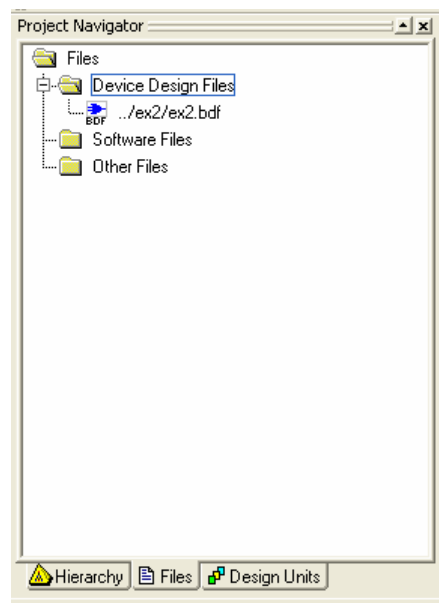 Project Navigator
Files
Device Design Files
BDF ../ex2/ex2.bdf
Software Files
Other Files
Hierarchy Files Design Units